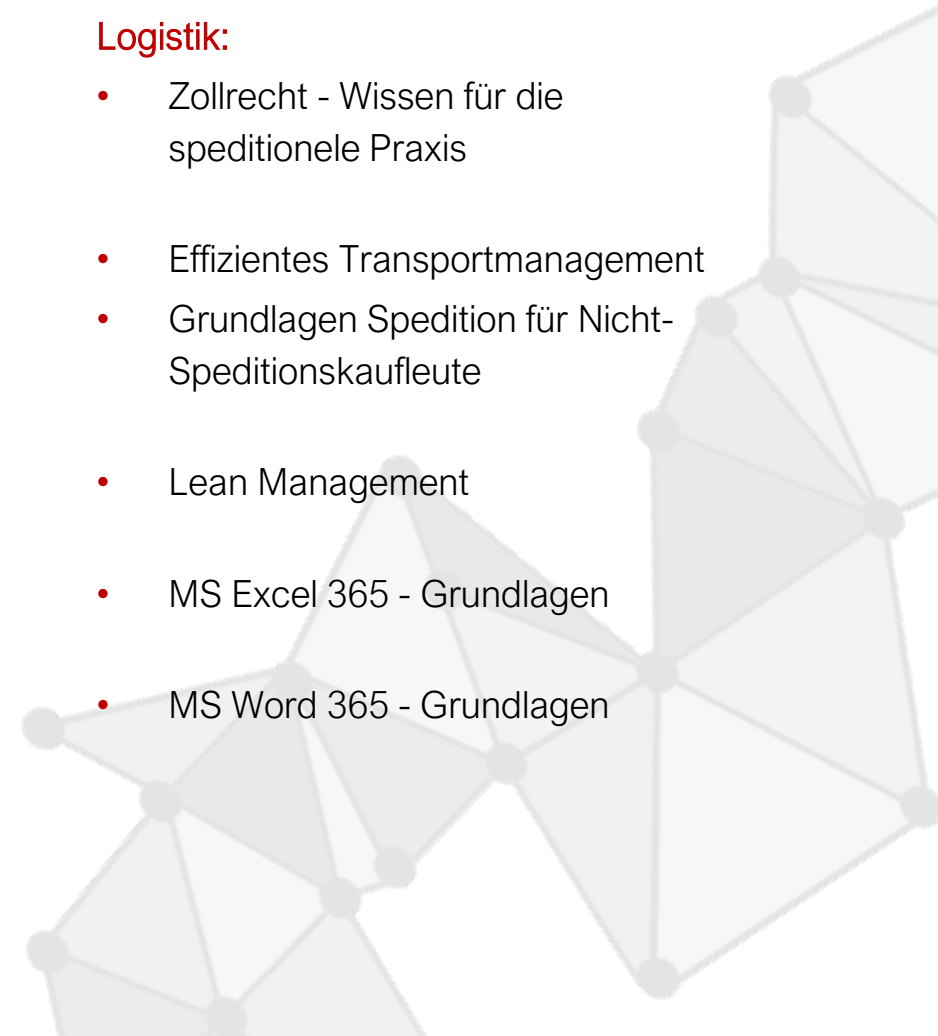 Logistik:
• Zollrecht - Wissen für die
speditionele Praxis
• Effizientes Transportmanagement
• Grundlagen Spedition für Nicht-
Speditionskaufleute
• Lean Management
• MS Excel 365 - Grundlagen
• MS Word 365 - Grundlagen